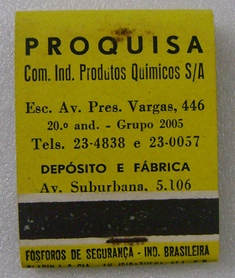 PROQUISA
Com. Ind. Produtos Químicos S/A
Esc. Av. Pres. Vargas, 446
20.º and. - Grupo 2005
Tels. 23-4838 e 23-0057
DEPÓSITO E FÁBRICA
Av. Suburbana, 5.106
FÓSFOROS DE SEGURANÇA - IND. BRASILEIRA